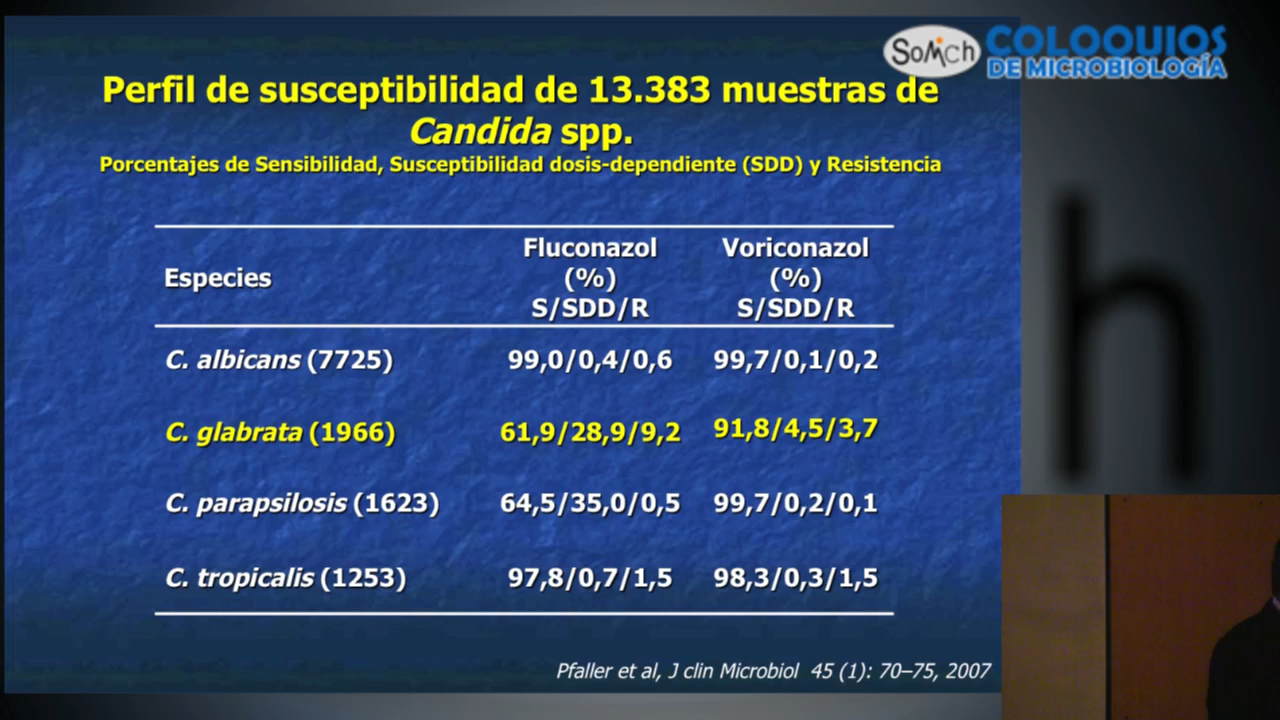 SoMich COLOQUIOS
DE MICROBIOLOGÍA
Perfil de susceptibilidad de 13.383 muestras de
Candida spp.
Porcentajes de Sensibilidad, Susceptibilidad dosis-dependiente (SDD) y Resistencia
Especies
Fluconazol
(%)
S/SDD/R
Voriconazol
(%)
S/SDD/R
C. albicans (7725) 99,0/0,4/0,6 99,7/0,1/0,2
C. glabrata (1966) 61,9/28,9/9,2 91,8/4,5/3,7
C. parapsilosis (1623) 64,5/35,0/0,5 99,7/0,2/0,1
C. tropicalis (1253) 97,8/0,7/1,5 98,3/0,3/1,5
Pfaller et al, J clin Microbiol 45 (1): 70–75, 2007
h